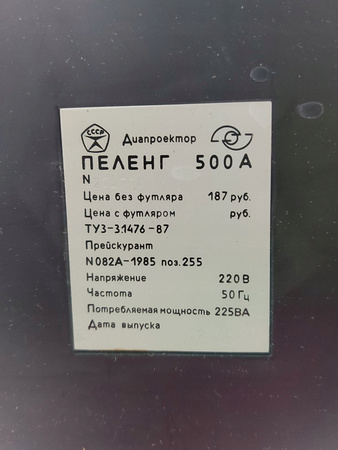 СССР
Диапроектор
ПЕЛЕНГ 500А
N
Цена без футляра 187 руб.
Цена с футляром руб.
ТУ3-3.1476-87
Прейскурант
N082А-1985 поз.255
Напряжение 220В
Частота 50Гц
Потребляемая мощность 225ВА
Дата выпуска